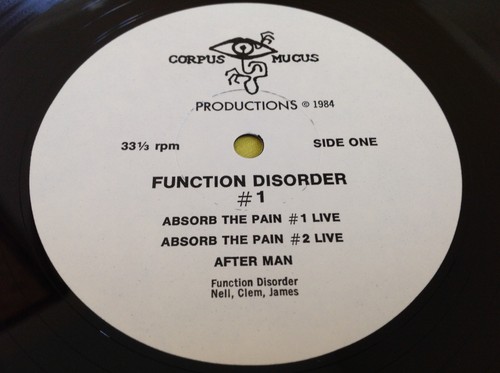 CORPUS MUCUS
PRODUCTIONS © 1984
33⅓ rpm SIDE ONE
FUNCTION DISORDER
#1
ABSORB THE PAIN #1 LIVE
ABSORB THE PAIN #2 LIVE
AFTER MAN
Function Disorder
Nell, Clem, James